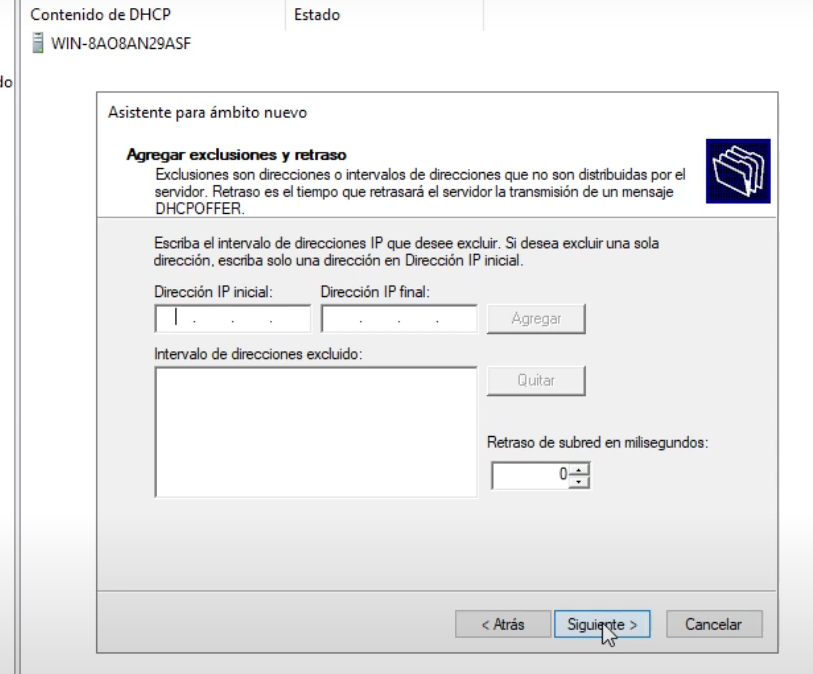 Contenido de DHCP
Estado
WIN-8AO8AN29ASF
do
Asistente para ámbito nuevo
Agregar exclusiones y retraso
Exclusiones son direcciones o intervalos de direcciones que no son distribuidas por el
servidor. Retraso es el tiempo que retrasará el servidor la transmisión de un mensaje
DHCPOFFER.
Escriba el intervalo de direcciones IP que desee excluir. Si desea excluir una sola
dirección, escriba solo una dirección en Dirección IP inicial.
Dirección IP inicial:
Dirección IP final:
Agregar
Intervalo de direcciones excluido:
Quitar
Retraso de subred en milisegundos:
0
< Atrás
Siguiente >
Cancelar